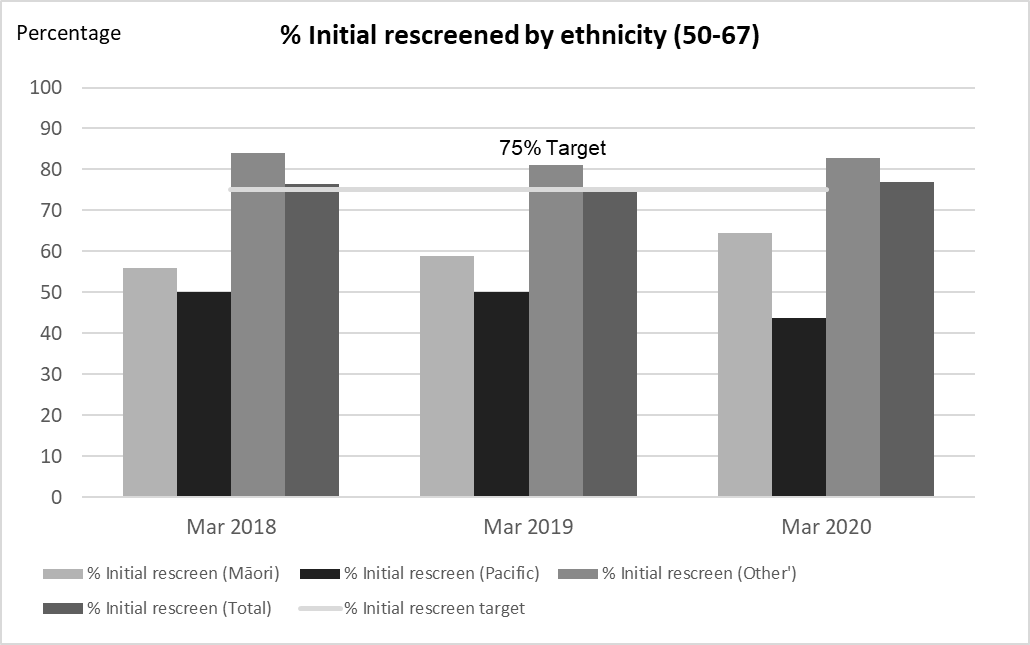 Percentage
% Initial rescreened by ethnicity (50-67)
100
90
75% Target
80
70
60
50
40
30
20
10
0
Mar 2018
Mar 2019
Mar 2020
% Initial rescreen (Māori)
% Initial rescreen (Pacific)
% Initial rescreen (Other')
% Initial rescreen (Total)
% Initial rescreen target